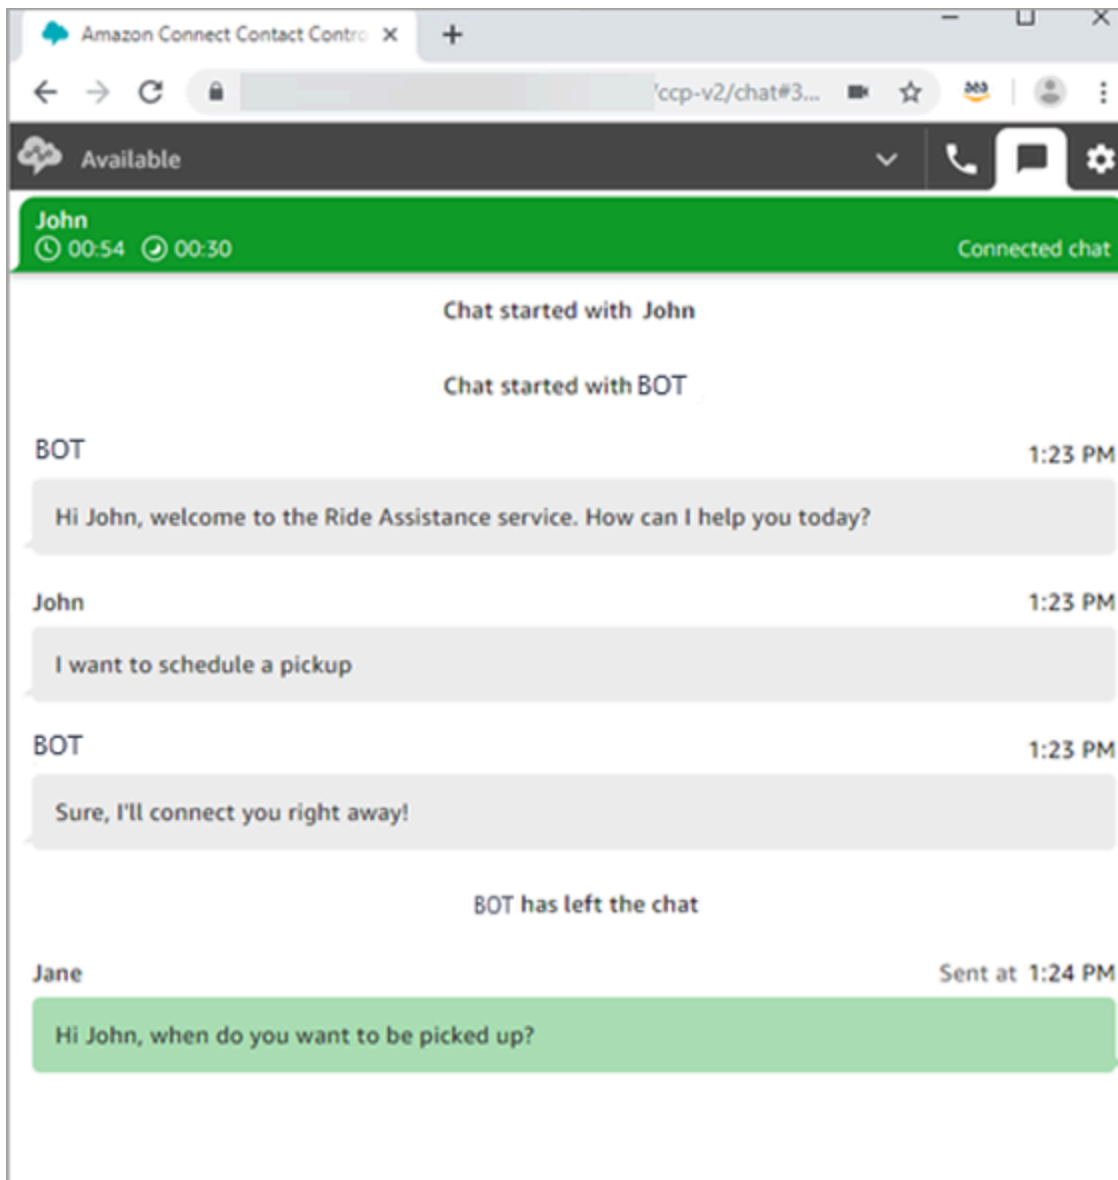 Amazon Connect Contact Contro
/ccp-v2/chat#3...
Available
John
00:54 00:30 Connected chat
Chat started with John
Chat started with BOT
BOT 1:23 PM
Hi John, welcome to the Ride Assistance service. How can I help you today?
John 1:23 PM
I want to schedule a pickup
BOT 1:23 PM
Sure, I'll connect you right away!
BOT has left the chat
Jane Sent at 1:24 PM
Hi John, when do you want to be picked up?